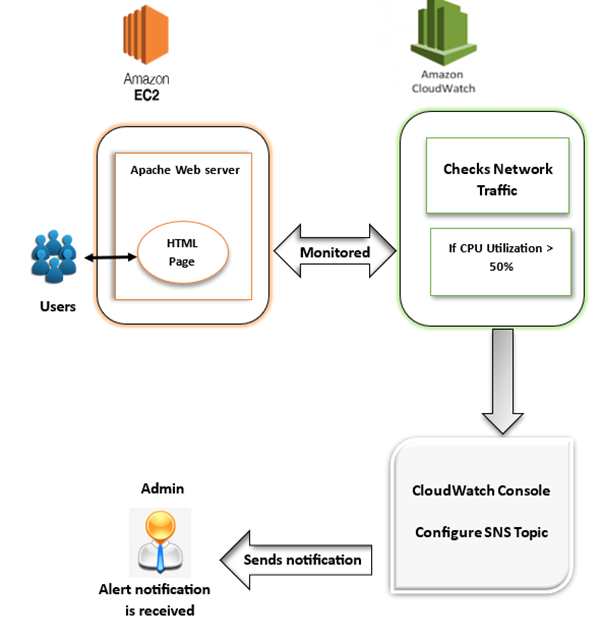 Amazon
EC2
Amazon
CloudWatch
Apache Web server
HTML
Page
Users
Monitored
Checks Network
Traffic
If CPU Utilization >
50%
CloudWatch Console
Configure SNS Topic
Sends notification
Admin
Alert notification
is received